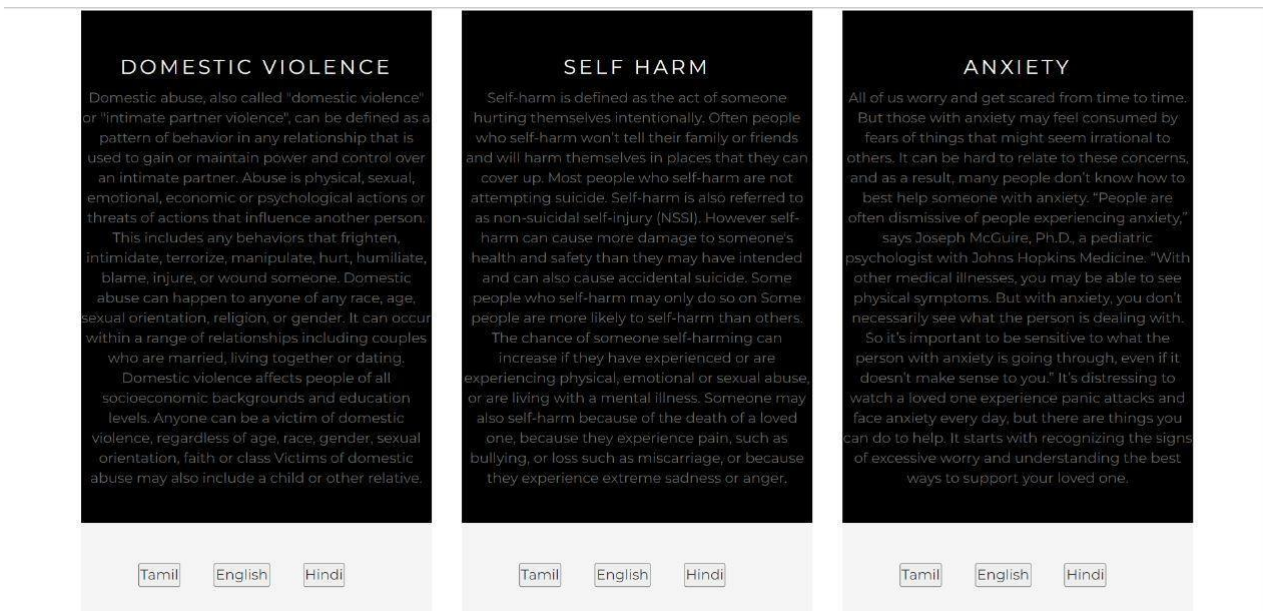 DOMESTIC VIOLENCE
Domestic abuse, also called "domestic violence"
or "intimate partner violence", can be defined as a
pattern of behavior in any relationship that is
used to gain or maintain power and control over
an intimate partner. Abuse is physical, sexual,
emotional, economic or psychological actions or
threats of actions that influence another person.
This includes any behaviors that frighten,
intimidate, terrorize, manipulate, hurt, humiliate,
blame, injure, or wound someone. Domestic
abuse can happen to anyone of any race, age,
sexual orientation, religion, or gender. It can occur
within a range of relationships including couples
who are married, living together or dating.
Domestic violence affects people of all
socioeconomic backgrounds and education
levels. Anyone can be a victim of domestic
violence, regardless of age, race, gender, sexual
orientation, faith or class Victims of domestic
abuse may also include a child or other relative.
Tamil English Hindi
SELF HARM
Self-harm is defined as the act of someone
hurting themselves intentionally. Often people
who self-harm won't tell their family or friends
and will harm themselves in places that they can
cover up. Most people who self-harm are not
attempting suicide. Self-harm is also referred to
as non-suicidal self-injury (NSSI). However self-
harm can cause more damage to someone's
health and safety than they may have intended
and can also cause accidental suicide. Some
people who self-harm may only do so on Some
people are more likely to self-harm than others.
The chance of someone self-harming can
increase if they have experienced or are
experiencing physical, emotional or sexual abuse,
or are living with a mental illness. Someone may
also self-harm because of the death of a loved
one, because they experience pain, such as
bullying, or loss such as miscarriage, or because
they experience extreme sadness or anger,
Tamil English Hindi
ANXIETY
All of us worry and get scared from time to time.
But those with anxiety may feel consumed by
fears of things that might seem irrational to
others. It can be hard to relate to these concerns,
and as a result, many people don't know how to
best help someone with anxiety. “People are
often dismissive of people experiencing anxiety,”
says Joseph McGuire, Ph.D., a pediatric
psychologist with Johns Hopkins Medicine. “With
other medical illnesses, you may be able to see
physical symptoms. But with anxiety, you don't
necessarily see what the person is dealing with.
So it's important to be sensitive to what the
person with anxiety is going through, even if it
doesn't make sense to you.” It's distressing to
watch a loved one experience panic attacks and
face anxiety every day, but there are things you
can do to help. It starts with recognizing the signs
of excessive worry and understanding the best
ways to support your loved one.
Tamil English Hindi